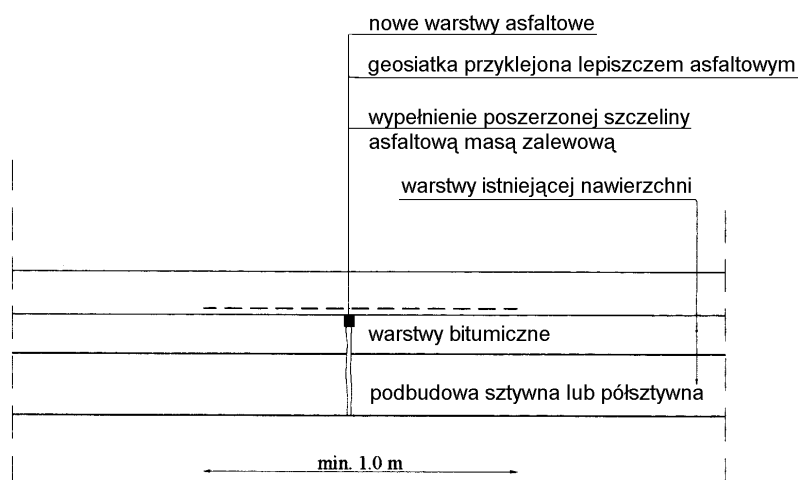 nowe warstwy asfaltowe
geosiatka przyklejona lepiszczem asfaltowym
wypełnienie poszerzonej szczeliny
asfaltową masą zalewową
warstwy istniejącej nawierzchni
warstwy bitumiczne
podbudowa sztywna lub półsztywna
min. 1.0 m